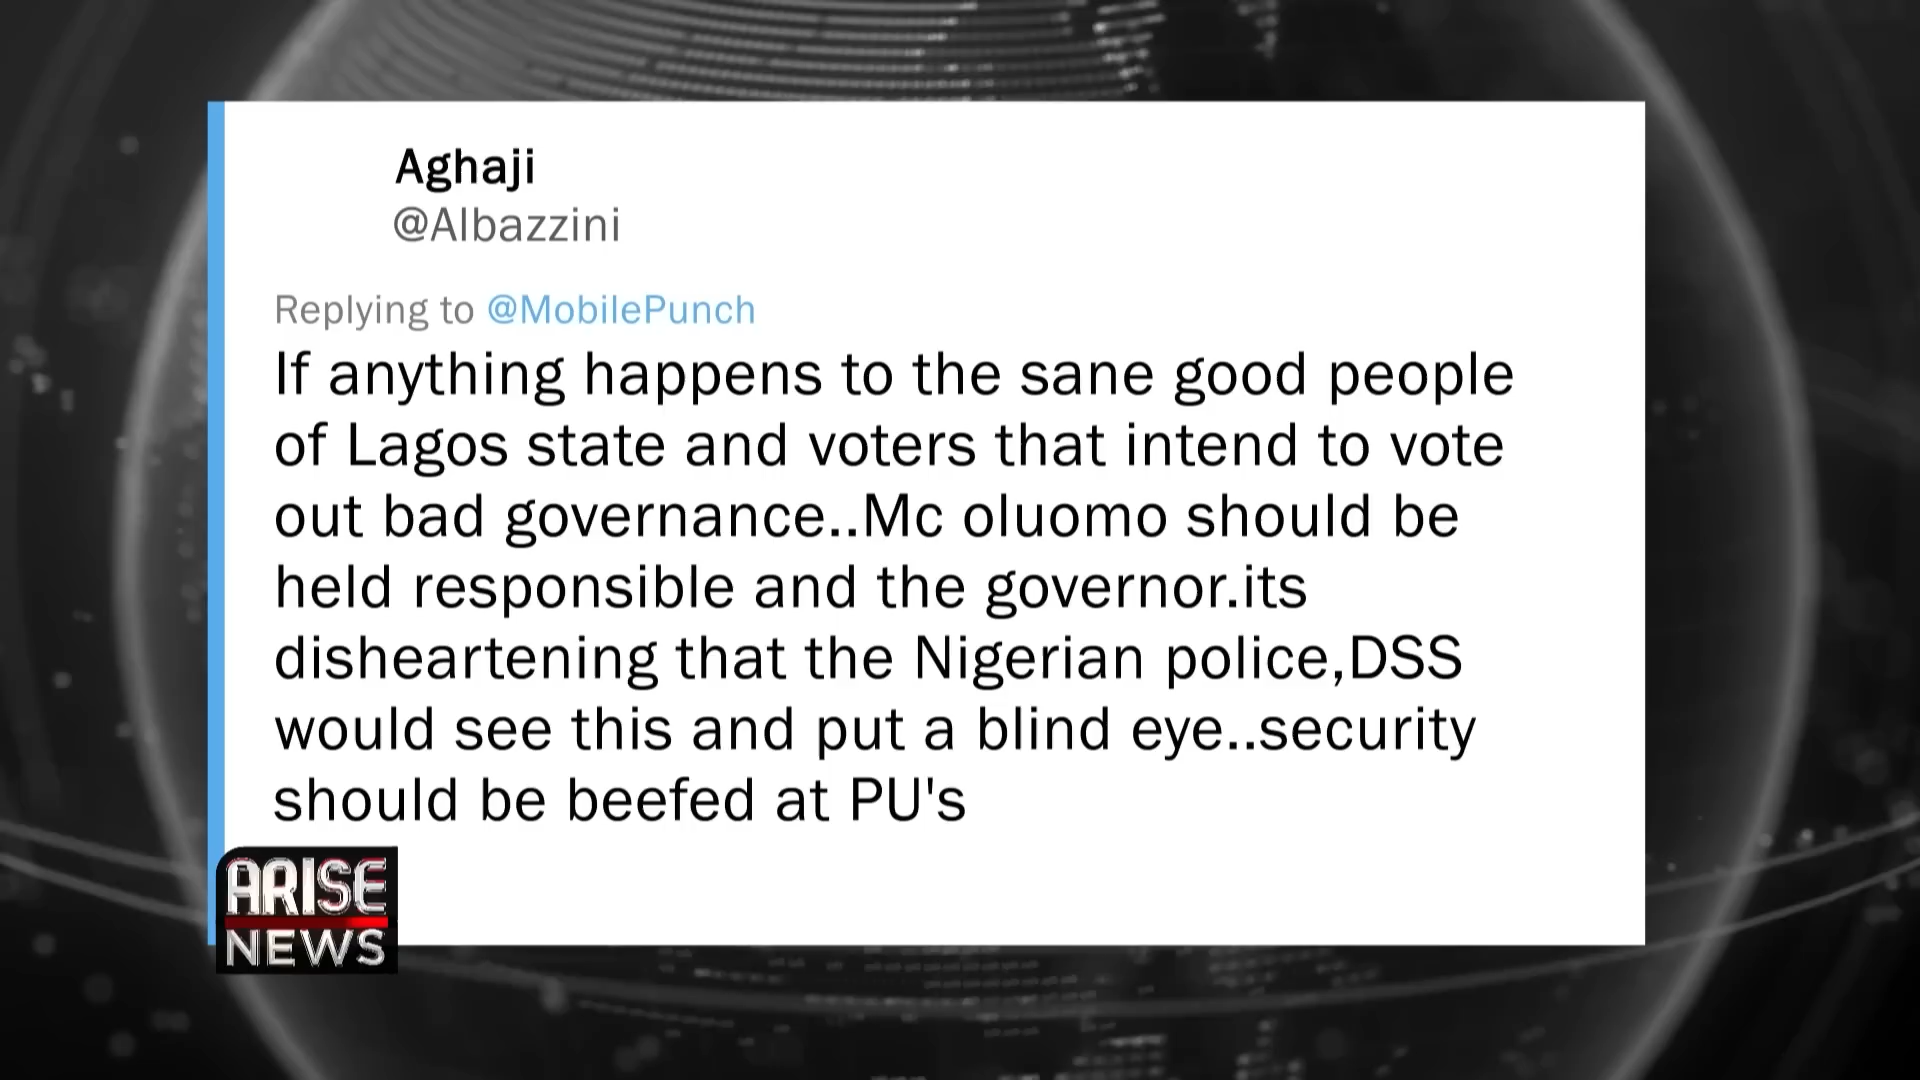 Aghaji
@Albazzini
Replying to @MobilePunch
If anything happens to the sane good people
of Lagos state and voters that intend to vote
out bad governance..Mc oluomo should be
held responsible and the governor.its
disheartening that the Nigerian police,DSS
would see this and put a blind eye..security
should be beefed at PU's
ARISE
NEWS